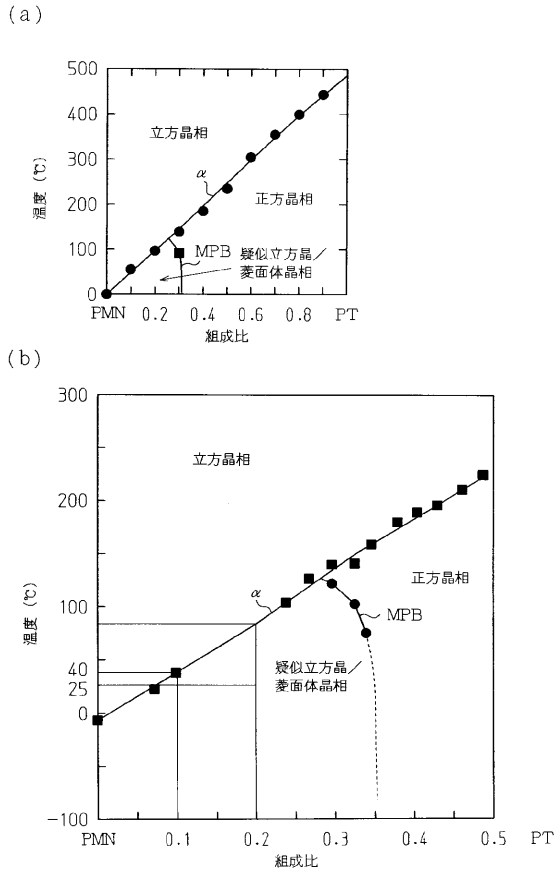 (a)
500
400
300
200
100
0
温度 (℃)
立方晶相
α
正方晶相
MPB
疑似立方晶/
菱面体晶相
PMN 0.2 0.4 0.6 0.8 PT
組成比
(b)
300
200
100
40
25
0
-100
温度 (℃)
立方晶相
α
正方晶相
MPB
疑似立方晶/
菱面体晶相
PMN 0.1 0.2 0.3 0.4 0.5 PT
組成比